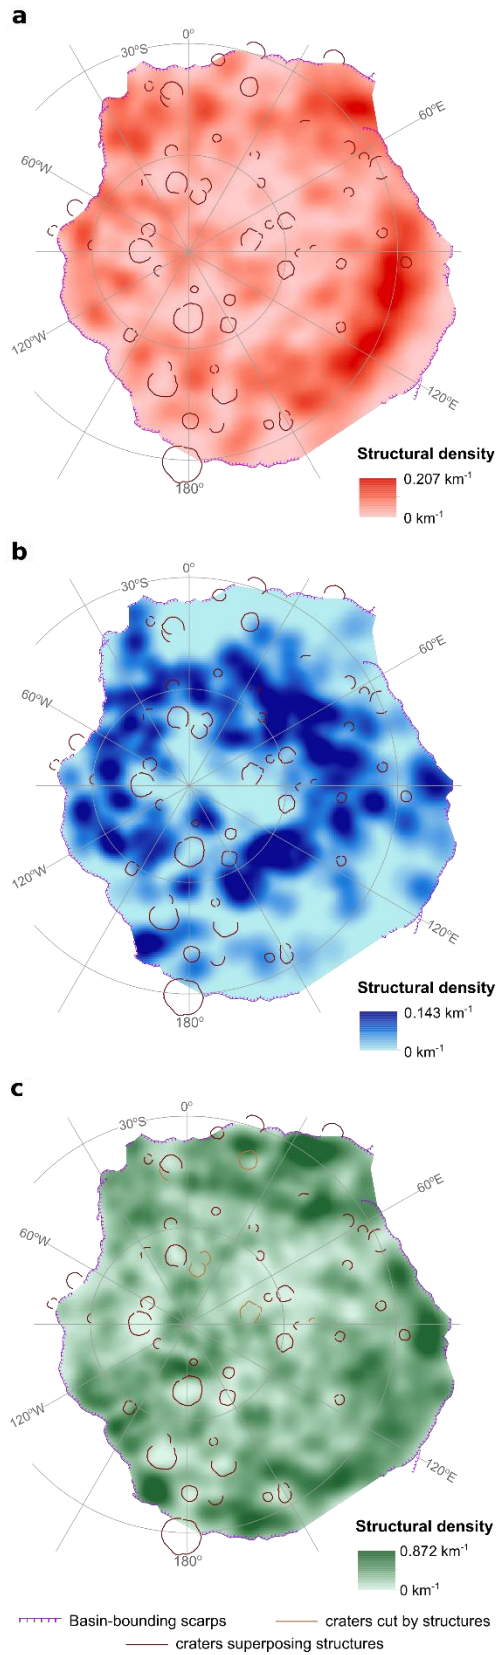 a
0°
30°S
60°E
60°W
120°W
120°E
180°
Structural density
0.207 km⁻¹
0 km⁻¹
b
0°
30°S
60°E
60°W
120°W
120°E
180°
Structural density
0.143 km⁻¹
0 km⁻¹
c
0°
30°S
60°E
60°W
120°W
120°E
180°
Structural density
0.872 km⁻¹
0 km⁻¹
Basin-bounding scarps
craters cut by structures
craters superposing structures